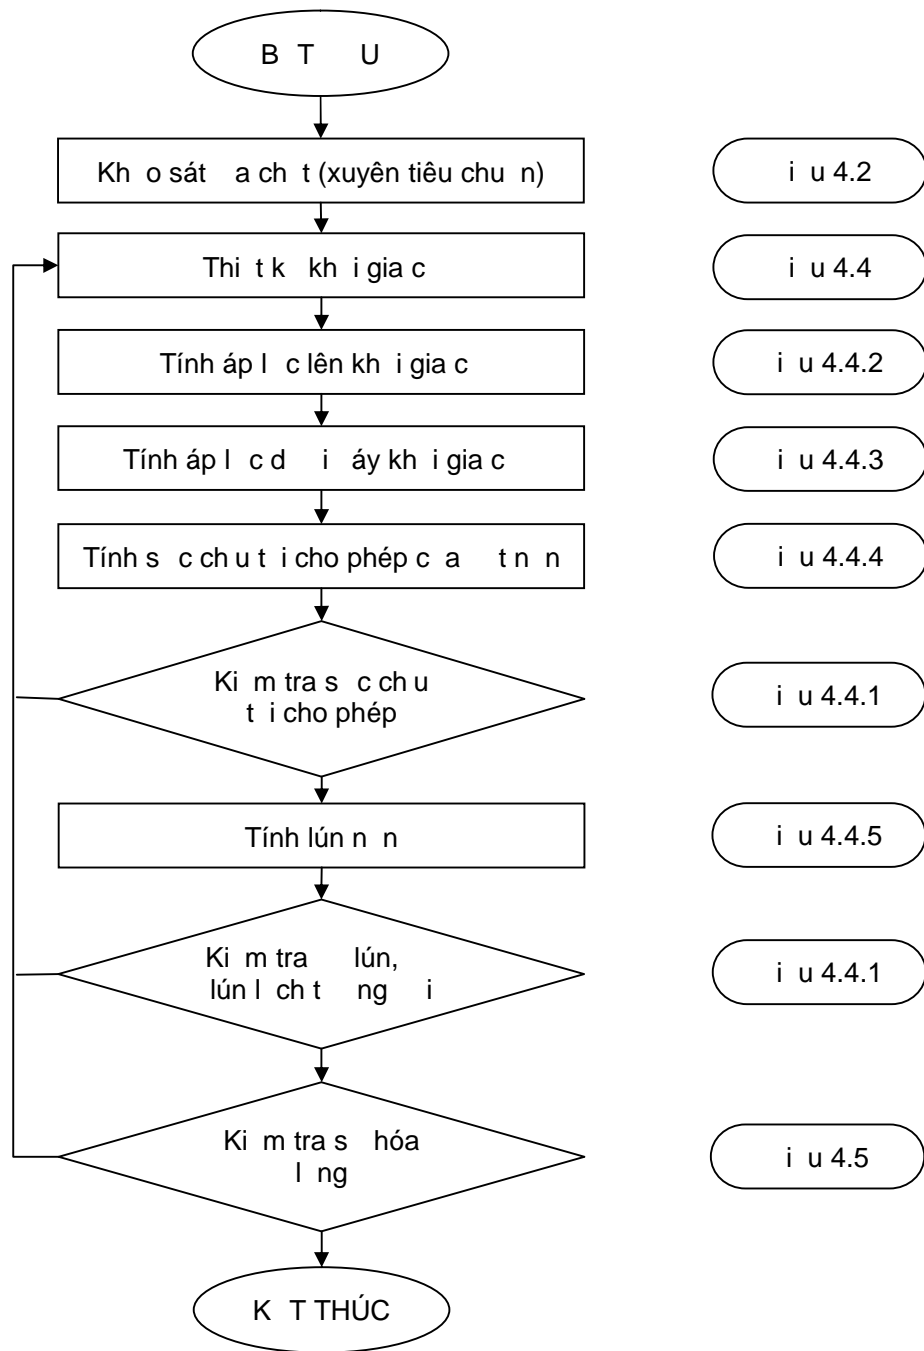 B T U
Kh o sát a ch t (xuyên tiêu chu n)
i u 4.2
Thi t k kh i gia c
i u 4.4
Tính áp l c lên kh i gia c
i u 4.4.2
Tính áp l c d i áy kh i gia c
i u 4.4.3
Tính s c ch u t i cho phép c a t n n
i u 4.4.4
Ki m tra s c ch u
t i cho phép
i u 4.4.1
Tính lún n n
i u 4.4.5
Ki m tra lún,
lún l ch t ng i
i u 4.4.1
Ki m tra s hóa
l ng
i u 4.5
K T THÚC